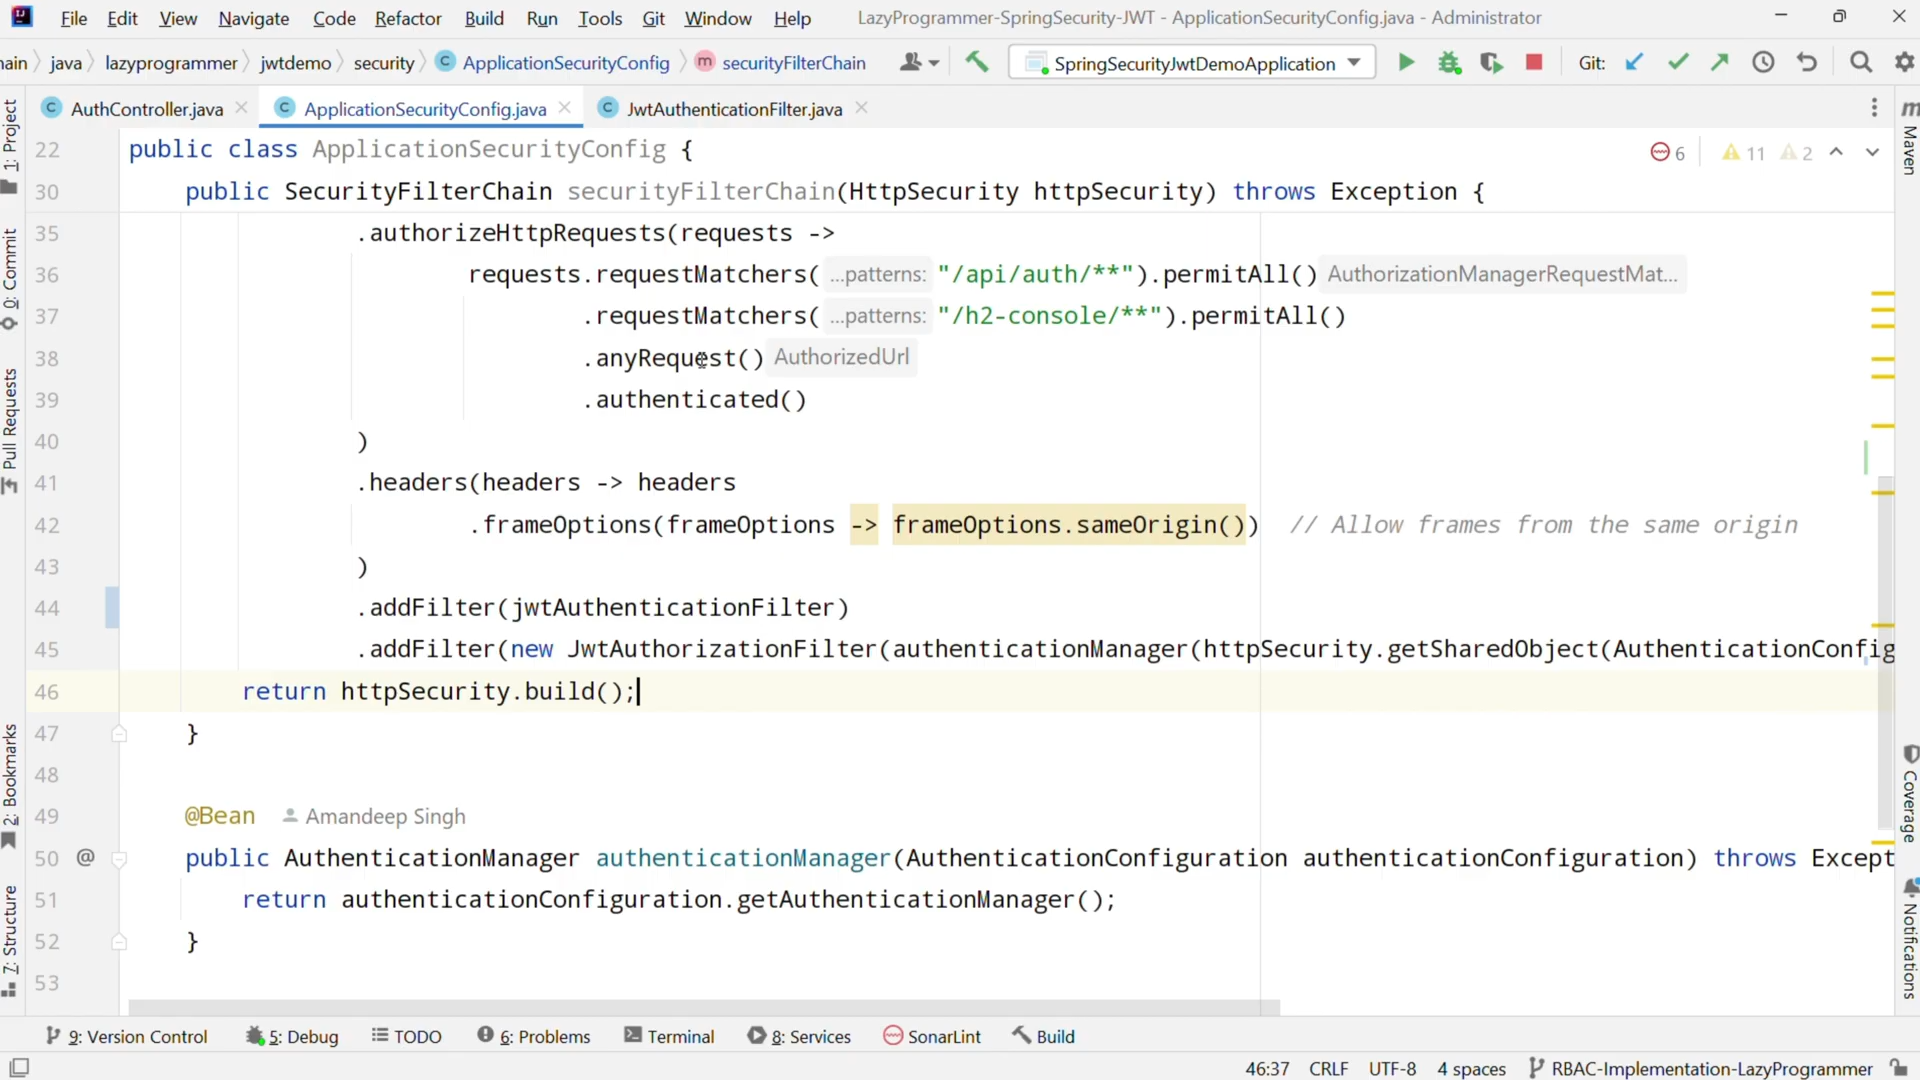 File Edit View Navigate Code Refactor Build Run Tools Git Window Help LazyProgrammer-SpringSecurity-JWT - ApplicationSecurityConfig.java - Administrator
java lazyprogrammer jwtdemo security C ApplicationSecurityConfig m securityFilterChain SpringSecurityJwtDemoApplication Git:
C AuthController.java C ApplicationSecurityConfig.java C JwtAuthenticationFilter.java
22 public class ApplicationSecurityConfig { 6 11 2
30 public SecurityFilterChain securityFilterChain(HttpSecurity httpSecurity) throws Exception {
35 .authorizeHttpRequests(requests ->
36 requests.requestMatchers( ...patterns: "/api/auth/**").permitAll() AuthorizationManagerRequestMat...
37 .requestMatchers( ...patterns: "/h2-console/**").permitAll()
38 .anyRequest() AuthorizedUrl
39 .authenticated()
40 )
41 .headers(headers -> headers
42 .frameOptions(frameOptions -> frameOptions.sameOrigin()) // Allow frames from the same origin
43 )
44 .addFilter(jwtAuthenticationFilter)
45 .addFilter(new JwtAuthorizationFilter(authenticationManager(httpSecurity.getSharedObject(AuthenticationConfig
46 return httpSecurity.build();
47 }
48
49 @Bean Amandeep Singh
50 @ public AuthenticationManager authenticationManager(AuthenticationConfiguration authenticationConfiguration) throws Except
51 return authenticationConfiguration.getAuthenticationManager();
52 }
53
1: Project
0: Commit
Pull Requests
2: Bookmarks
7: Structure
m Maven
Coverage
Notifications
9: Version Control 5: Debug TODO 6: Problems Terminal 8: Services SonarLint Build
46:37 CRLF UTF-8 4 spaces RBAC-Implementation-LazyProgrammer